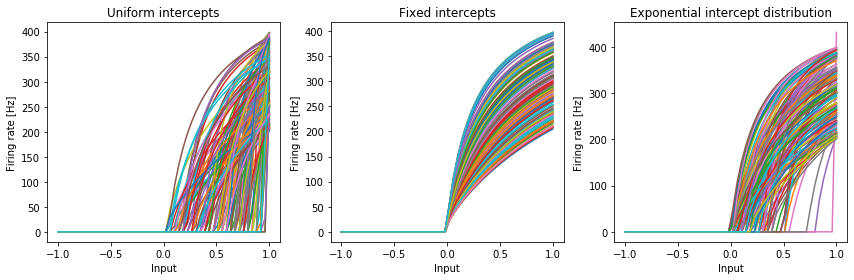 Uniform intercepts
400
350
300
250
200
150
100
50
0
Firing rate [Hz]
-1.0 -0.5 0.0 0.5 1.0
Input
Fixed intercepts
400
350
300
250
200
150
100
50
0
Firing rate [Hz]
-1.0 -0.5 0.0 0.5 1.0
Input
Exponential intercept distribution
400
300
200
100
0
Firing rate [Hz]
-1.0 -0.5 0.0 0.5 1.0
Input